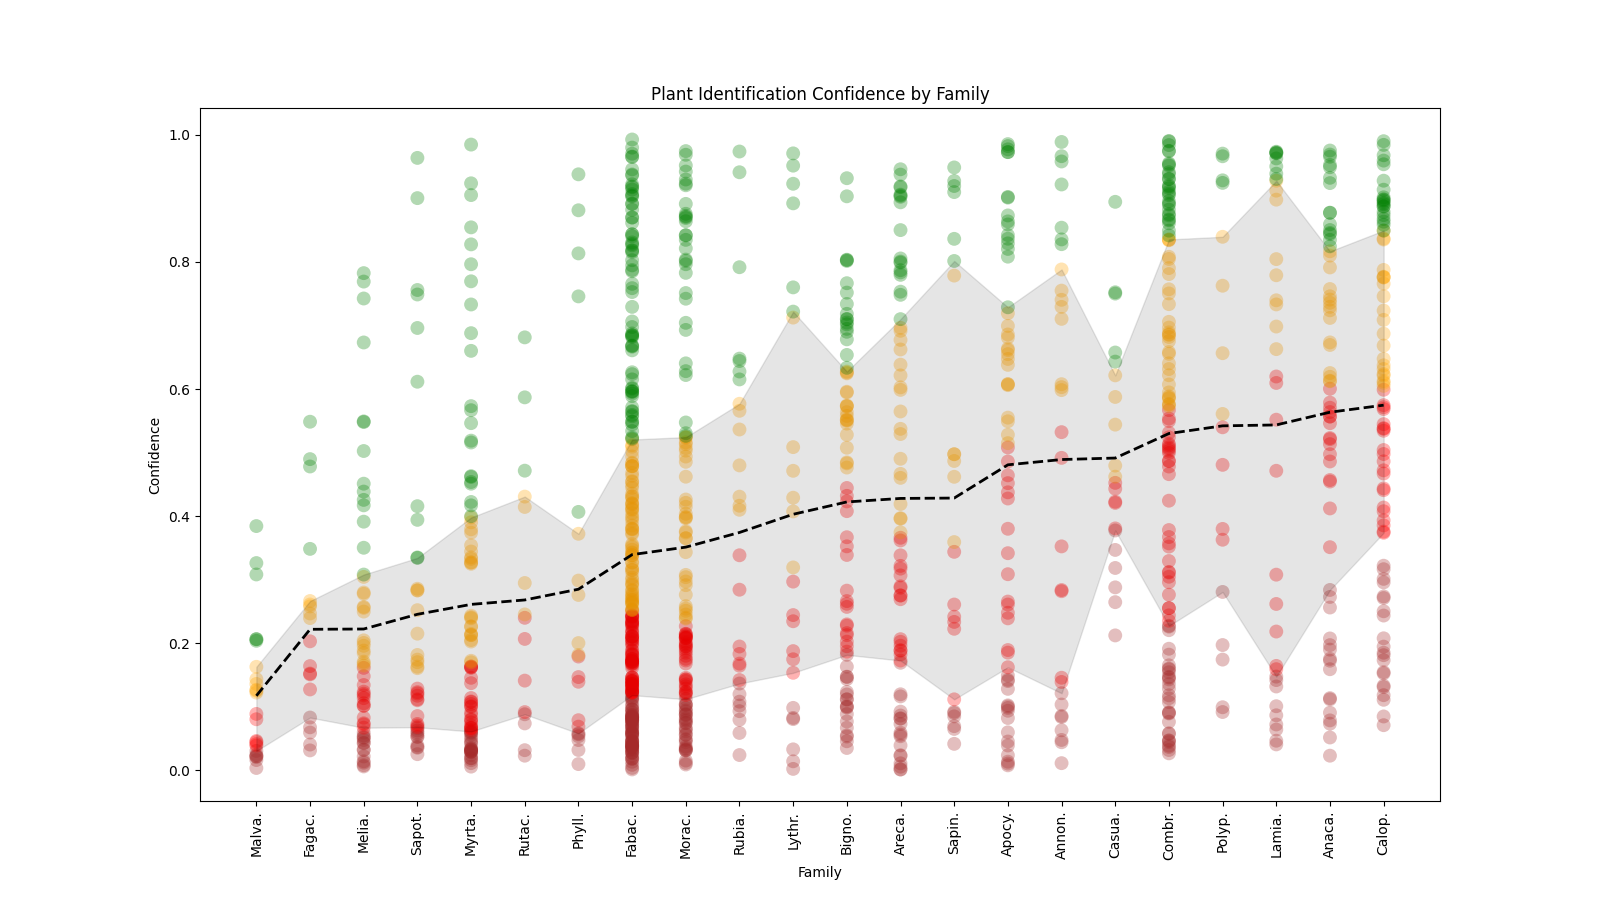 Plant Identification Confidence by Family
Confidence
1.0
0.8
0.6
0.4
0.2
0.0
Malva.
Fagac.
Melia.
Sapot.
Myrta.
Rutac.
Phyll.
Fabac.
Morac.
Rubia.
Lythr.
Bigno.
Areca.
Sapin.
Apocy.
Annon.
Casua.
Combr.
Polyp.
Lamia.
Anaca.
Calop.
Family